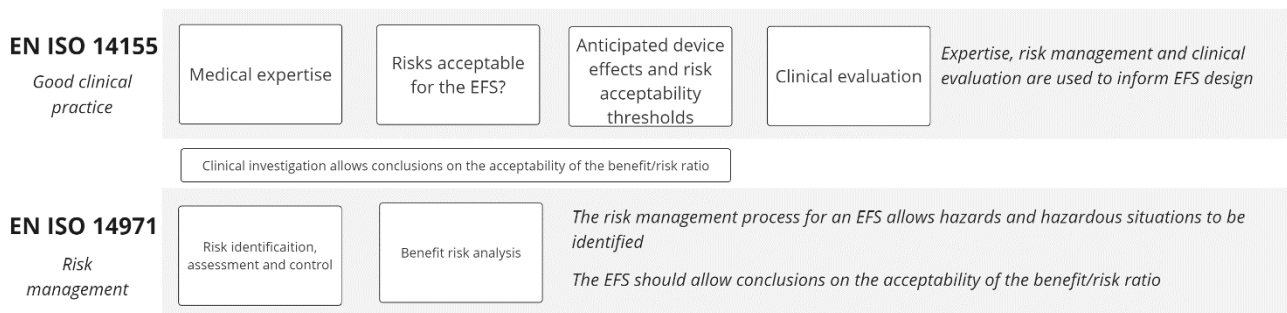 EN ISO 14155
Good clinical
practice
Medical expertise
Risks acceptable
for the EFS?
Anticipated device
effects and risk
acceptability
thresholds
Clinical evaluation
Expertise, risk management and clinical
evaluation are used to inform EFS design
Clinical investigation allows conclusions on the acceptability of the benefit/risk ratio
EN ISO 14971
Risk
management
Risk identificaition,
assessment and control
Benefit risk analysis
The risk management process for an EFS allows hazards and hazardous situations to be
identified
The EFS should allow conclusions on the acceptability of the benefit/risk ratio